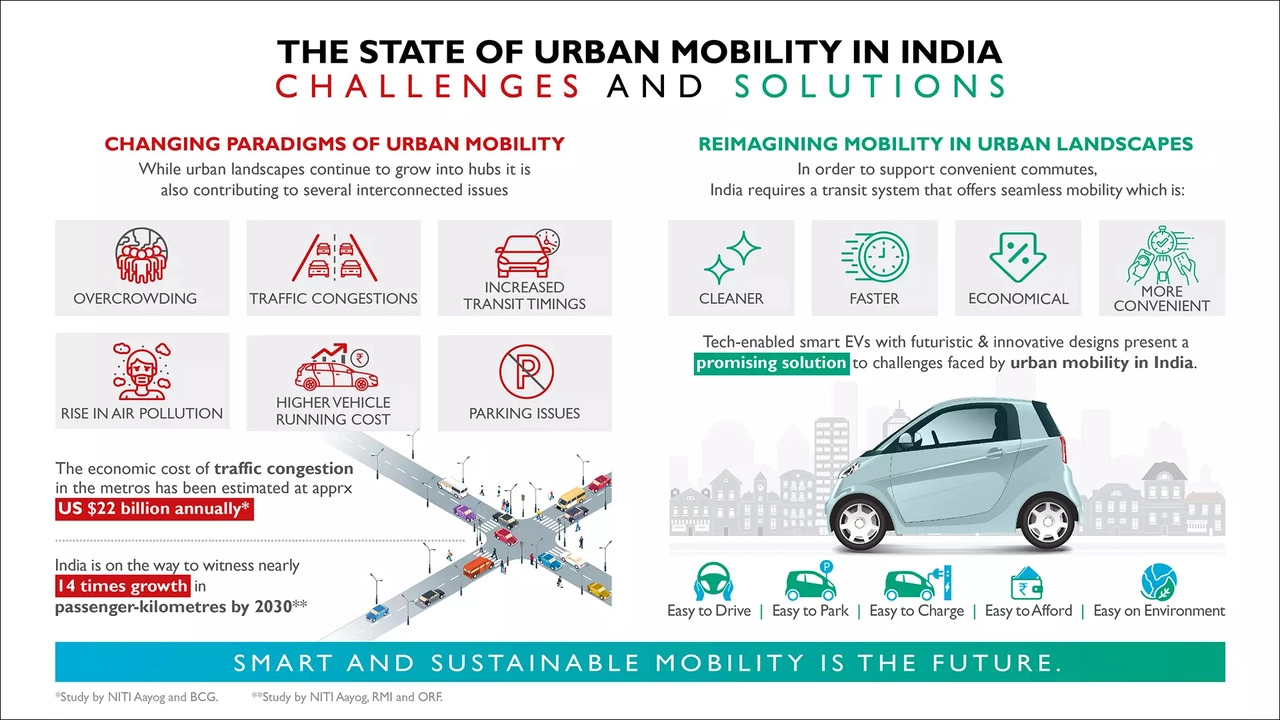 THE STATE OF URBAN MOBILITY IN INDIA
CHALLENGES AND SOLUTIONS
CHANGING PARADIGMS OF URBAN MOBILITY
While urban landscapes continue to grow into hubs it is
also contributing to several interconnected issues
OVERCROWDING
TRAFFIC CONGESTIONS
INCREASED
TRANSIT TIMINGS
RISE IN AIR POLLUTION
₹
HIGHER VEHICLE
RUNNING COST
P
PARKING ISSUES
The economic cost of traffic congestion
in the metros has been estimated at apprx
US $22 billion annually*
India is on the way to witness nearly
14 times growth in
passenger-kilometres by 2030**
REIMAGINING MOBILITY IN URBAN LANDSCAPES
In order to support convenient commutes,
India requires a transit system that offers seamless mobility which is:
CLEANER
FASTER
%
ECONOMICAL
MORE
CONVENIENT
Tech-enabled smart EVs with futuristic & innovative designs present a
promising solution to challenges faced by urban mobility in India.
P
₹
Easy to Drive | Easy to Park | Easy to Charge | Easy to Afford | Easy on Environment
SMART AND SUSTAINABLE MOBILITY IS THE FUTURE.
*Study by NITI Aayog and BCG. **Study by NITI Aayog, RMI and ORF.